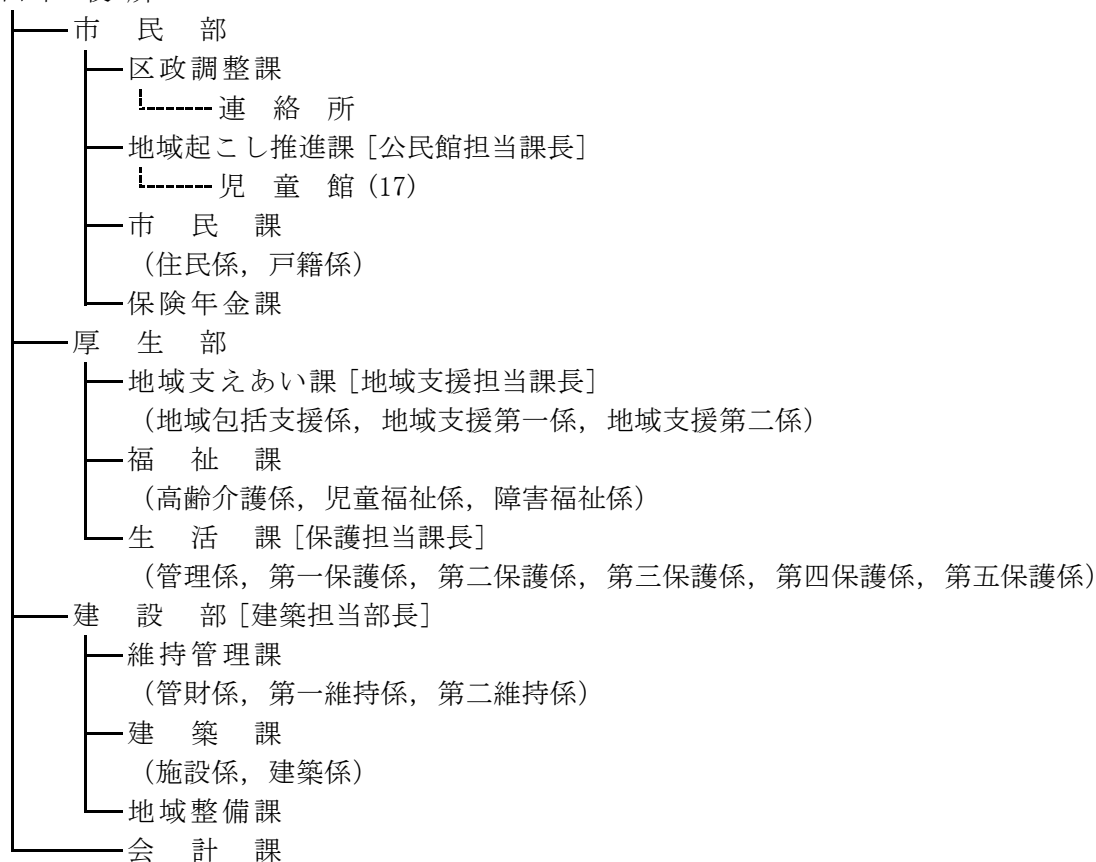 市民部
区政調整課
連絡所
地域起こし推進課［公民館担当課長］
児童館（17）
市民課
（住民係，戸籍係）
保険年金課
厚生部
地域支えあい課［地域支援担当課長］
（地域包括支援係，地域支援第一係，地域支援第二係）
福祉課
（高齢介護係，児童福祉係，障害福祉係）
生活課［保護担当課長］
（管理係，第一保護係，第二保護係，第三保護係，第四保護係，第五保護係）
建設部［建築担当部長］
維持管理課
（管財係，第一維持係，第二維持係）
建築課
（施設係，建築係）
地域整備課
会計課